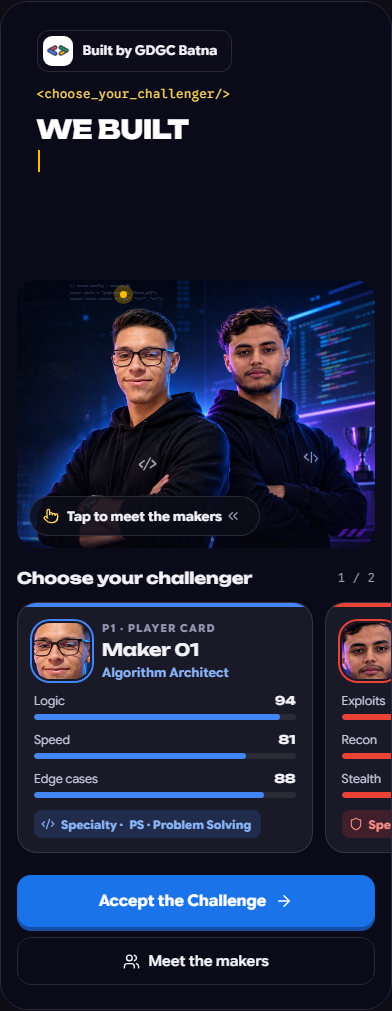 Built by GDGC Batna
<choose_your_challenger/>
WE BUILT
</>
</>
Tap to meet the makers «
Choose your challenger
1 / 2
P1 · PLAYER CARD
Maker 01
Algorithm Architect
Logic 94
Speed 81
Edge cases 88
</> Specialty · PS · Problem Solving
Exploits
Recon
Stealth
Spe
Accept the Challenge →
Meet the makers